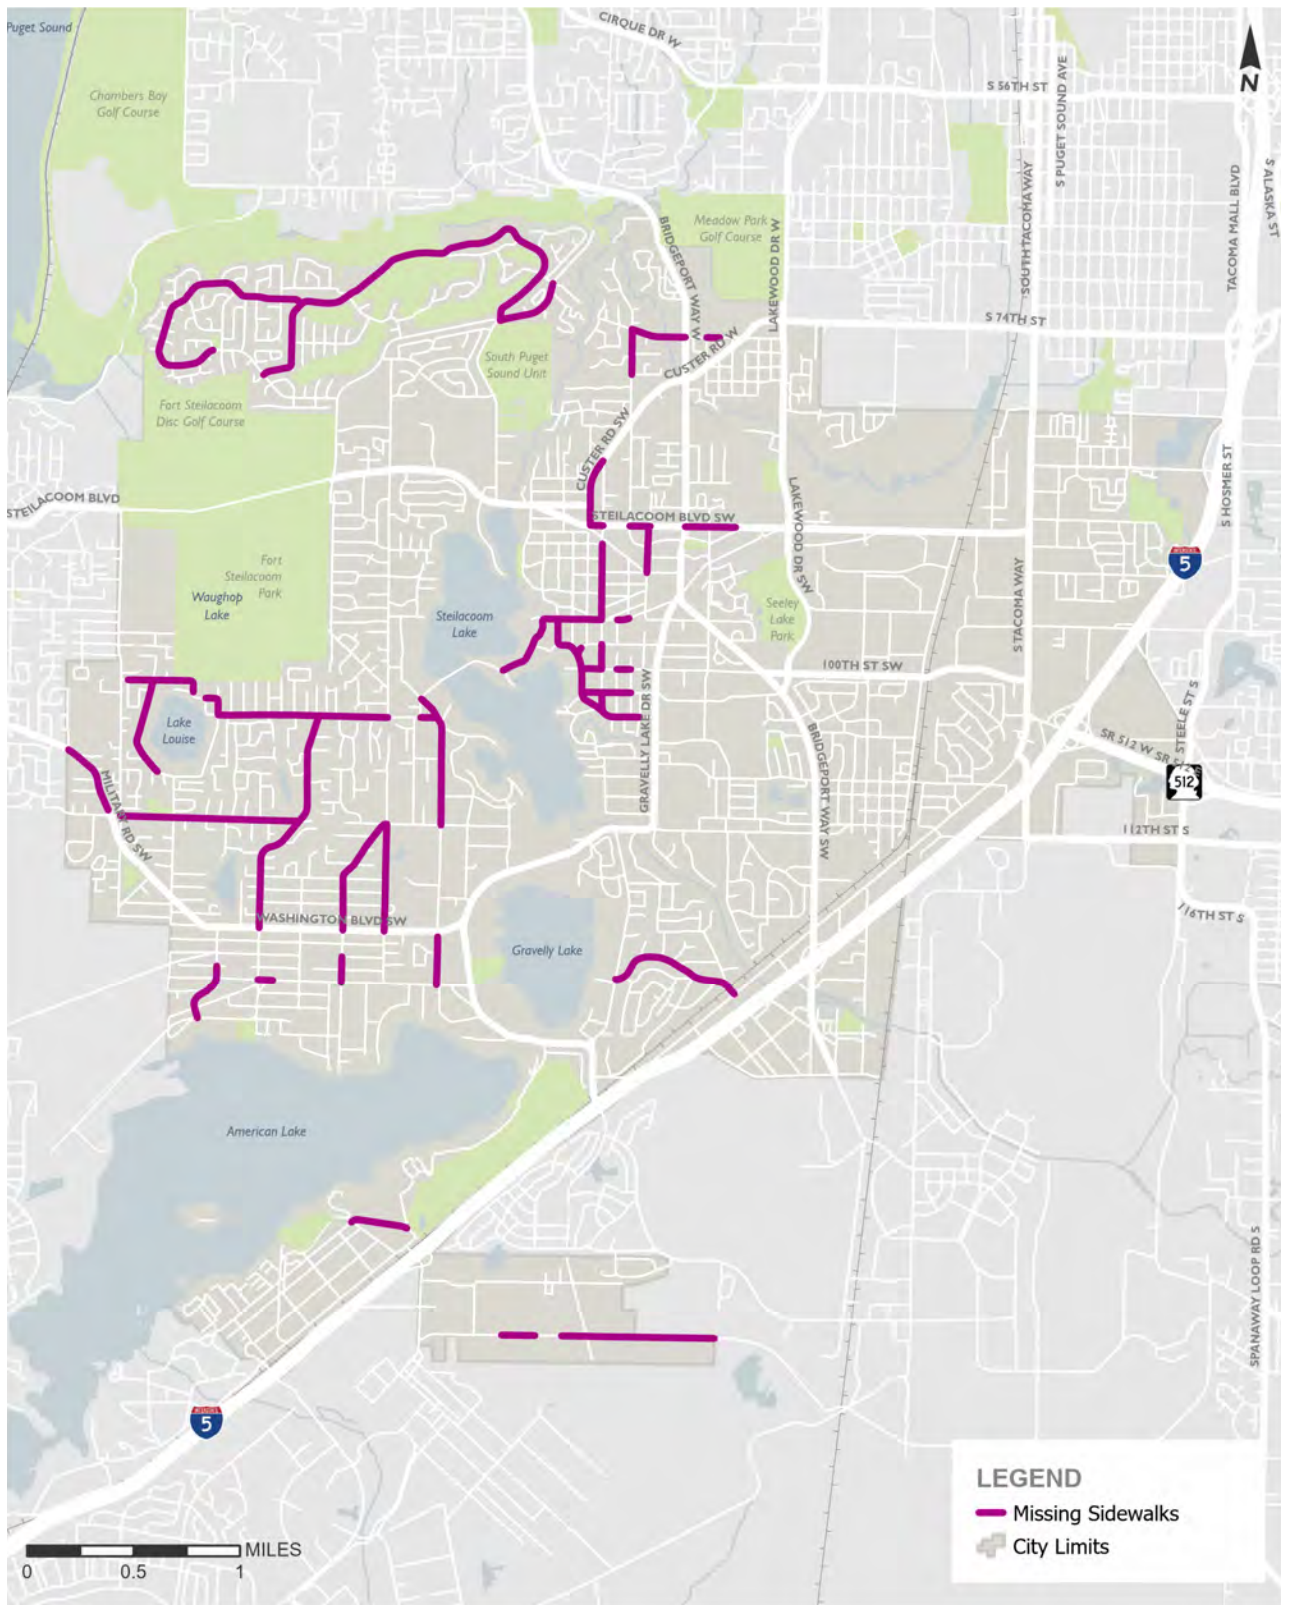 Puget Sound
CIRQUE DR W
Chambers Bay
Golf Course
S 56TH ST
S PUGET SOUND AVE
N
SOUTH TACOMA WAY
TACOMA MALL BLVD
S ALASKA ST
BRIDGEPORT WAY W
Meadow Park
Golf Course
LAKEWOOD DR W
S 74TH ST
South Puget
Sound Unit
CUSTER RD W
Fort Steilacoom
Disc Golf Course
CUSTER RD SW
S HOSMER ST
STEILACOOM BLVD
STEILACOOM BLVD SW
LAKEWOOD DR SW
Fort
Steilacoom
Park
Waughop
Lake
Steilacoom
Lake
Seeley
Lake
Park
S TACOMA WAY
5
100TH ST SW
GRAVELLY LAKE DR SW
Lake
Louise
BRIDGEPORT WAY SW
STEELE ST S
SR 512 W SR 512
512
MILITARY RD SW
112TH ST S
WASHINGTON BLVD SW
116TH ST S
Gravelly Lake
American Lake
SPANAWAY LOOP RD S
5
LEGEND
Missing Sidewalks
City Limits
MILES
0 0.5 1